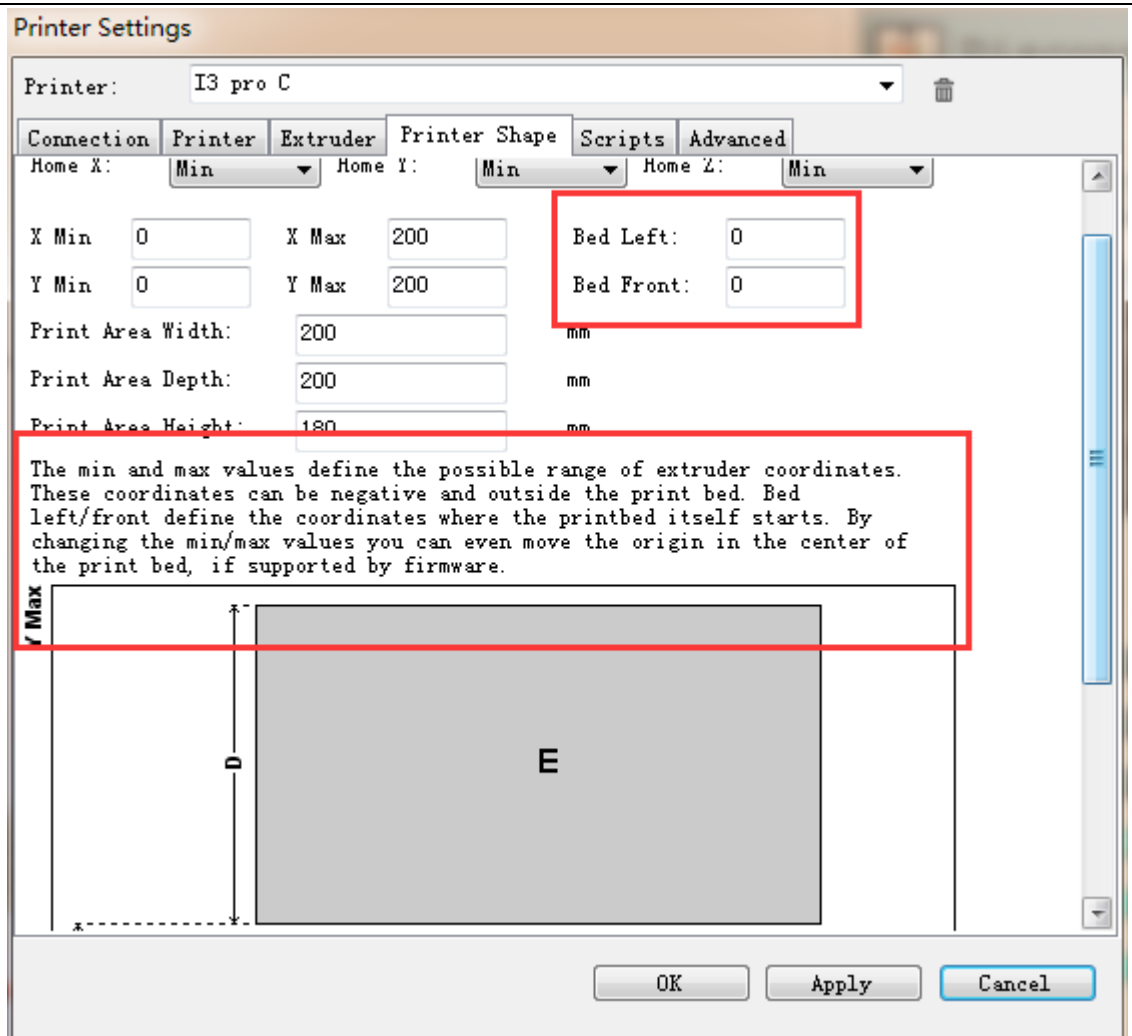 Printer Settings
Printer: I3 pro C
Connection Printer Extruder Printer Shape Scripts Advanced
Home X: Min Home Y: Min Home Z: Min
X Min 0 X Max 200 Bed Left: 0
Y Min 0 Y Max 200 Bed Front: 0
Print Area Width: 200 mm
Print Area Depth: 200 mm
Print Area Height: 180 mm
The min and max values define the possible range of extruder coordinates.
These coordinates can be negative and outside the print bed. Bed
left/front define the coordinates where the printbed itself starts. By
changing the min/max values you can even move the origin in the center of
the print bed, if supported by firmware.
Y Max
D
E
OK Apply Cancel